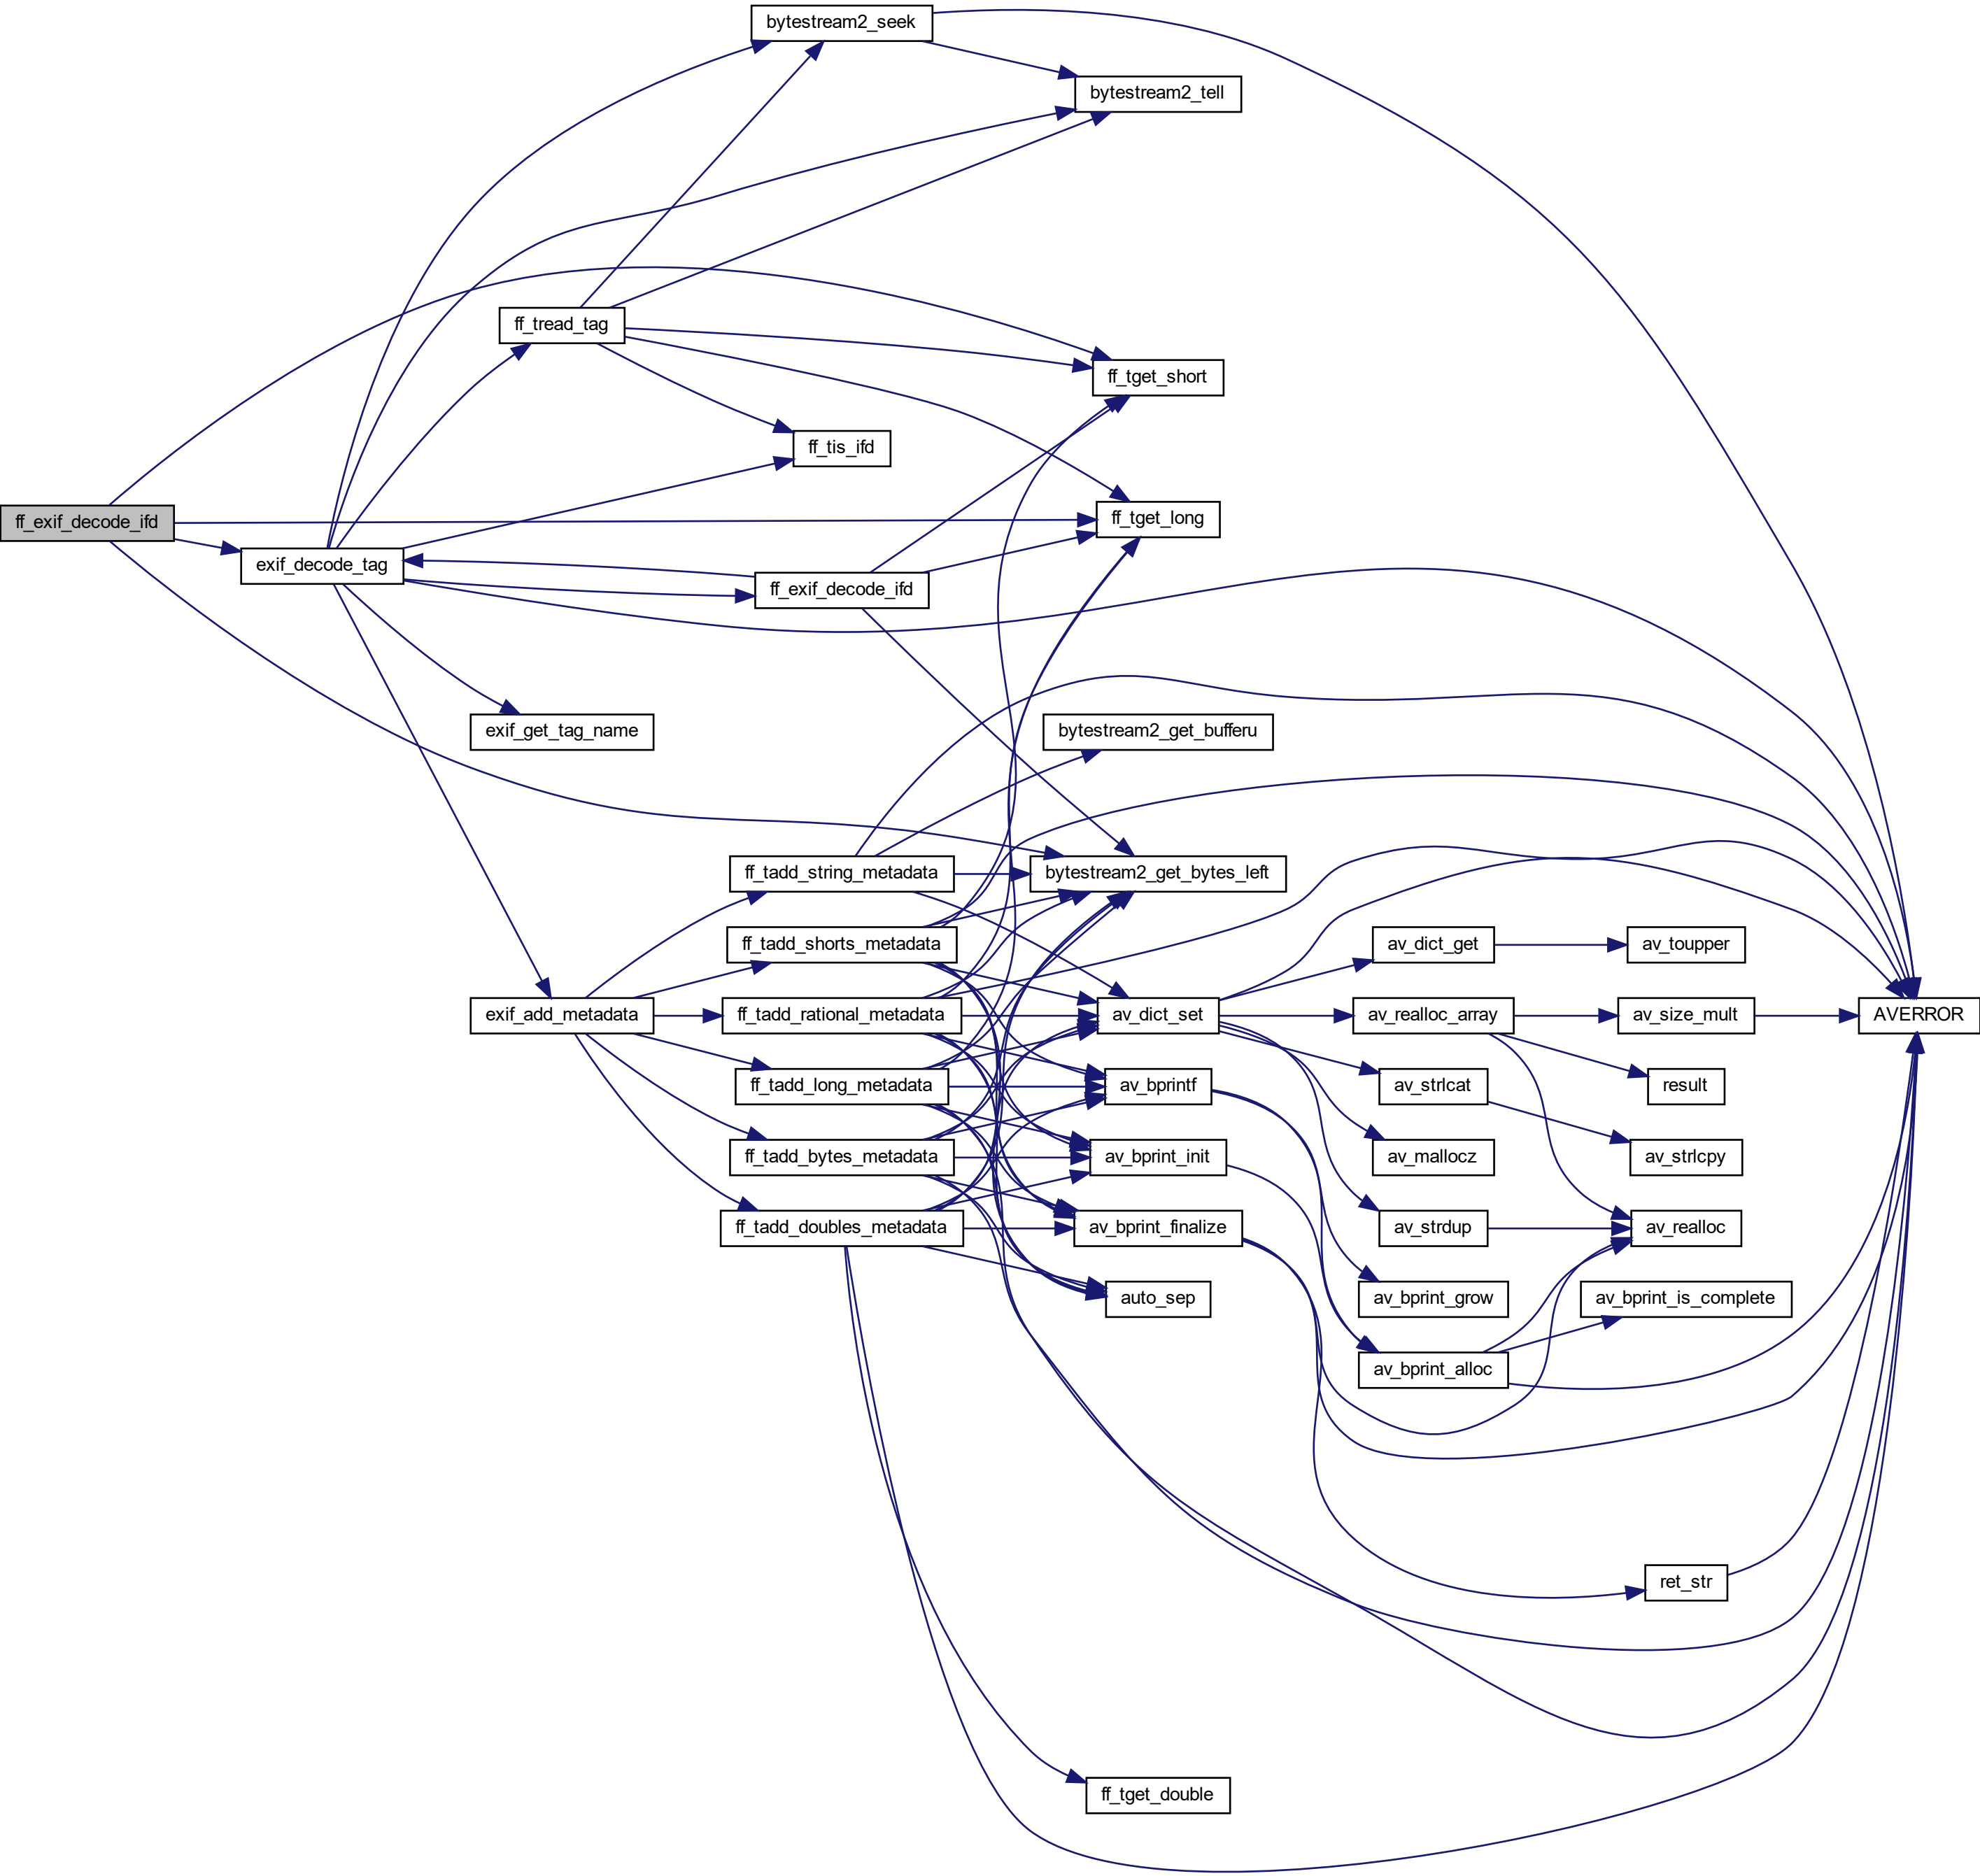 bytestream2_seek
bytestream2_tell
ff_tread_tag
ff_tget_short
ff_tis_ifd
ff_exif_decode_ifd
ff_tget_long
exif_decode_tag
ff_exif_decode_ifd
exif_get_tag_name
bytestream2_get_bufferu
ff_tadd_string_metadata
bytestream2_get_bytes_left
ff_tadd_shorts_metadata
av_dict_get
av_toupper
exif_add_metadata
ff_tadd_rational_metadata
av_dict_set
av_realloc_array
av_size_mult
AVERROR
ff_tadd_long_metadata
av_bprintf
av_strlcat
result
ff_tadd_bytes_metadata
av_bprint_init
av_mallocz
av_strlcpy
ff_tadd_doubles_metadata
av_bprint_finalize
av_strdup
av_realloc
auto_sep
av_bprint_grow
av_bprint_is_complete
av_bprint_alloc
ret_str
ff_tget_double